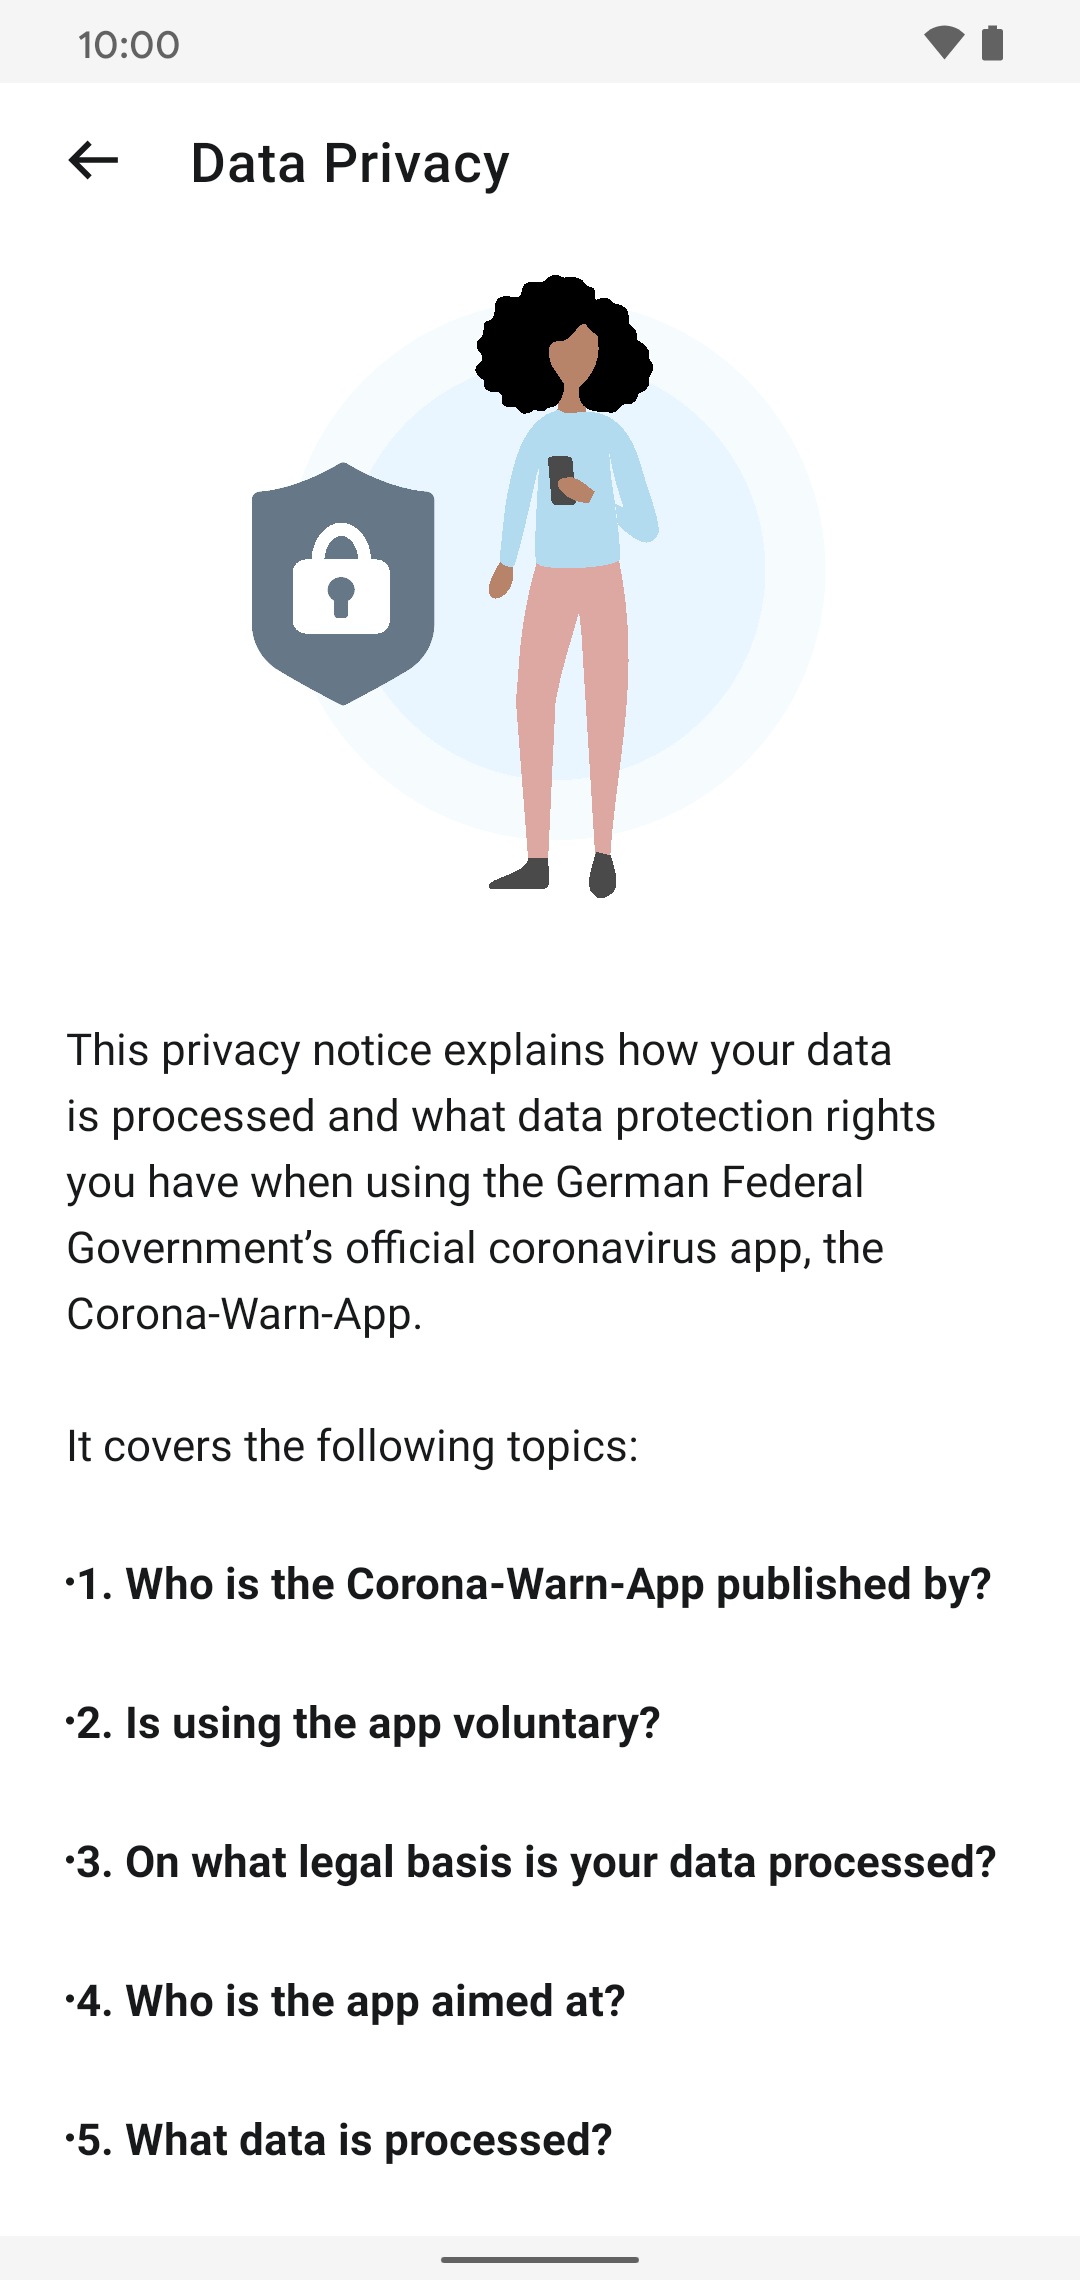 10:00
Data Privacy
This privacy notice explains how your data
is processed and what data protection rights
you have when using the German Federal
Government’s official coronavirus app, the
Corona-Warn-App.
It covers the following topics:
•1. Who is the Corona-Warn-App published by?
•2. Is using the app voluntary?
•3. On what legal basis is your data processed?
•4. Who is the app aimed at?
•5. What data is processed?